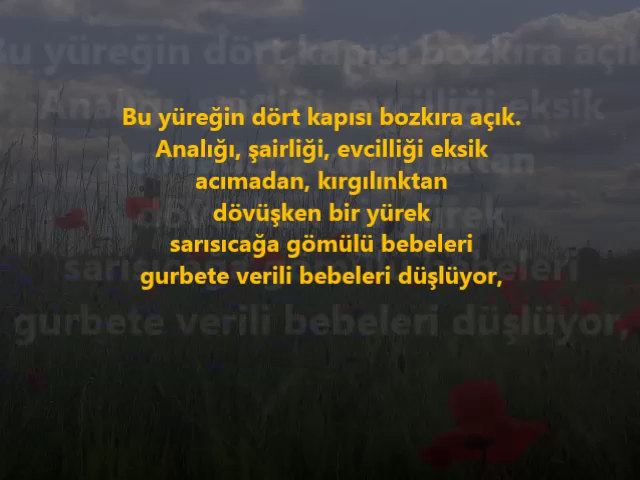 Bu yüreğin dört kapısı bozkıra açık.
Analığı, şairliği, evcilliği eksik
acımadan, kırgılınktan
dövüşken bir yürek
sarısıcağa gömülü bebeleri
gurbete verili bebeleri düşlüyor,